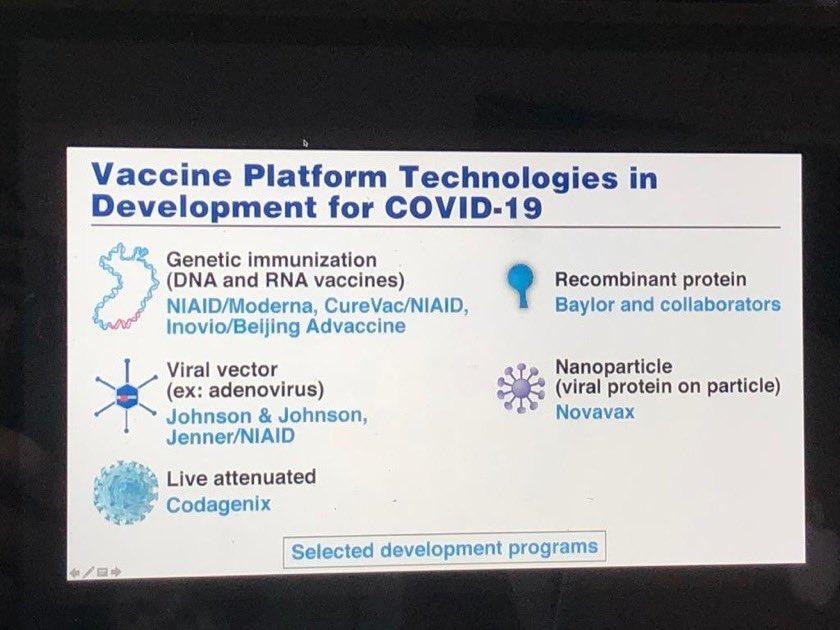 Vaccine Platform Technologies in
Development for COVID-19
Genetic immunization
(DNA and RNA vaccines)
NIAID/Moderna, CureVac/NIAID,
Inovio/Beijing Advaccine
Viral vector
(ex: adenovirus)
Johnson & Johnson,
Jenner/NIAID
Live attenuated
Codagenix
Recombinant protein
Baylor and collaborators
Nanoparticle
(viral protein on particle)
Novavax
Selected development programs